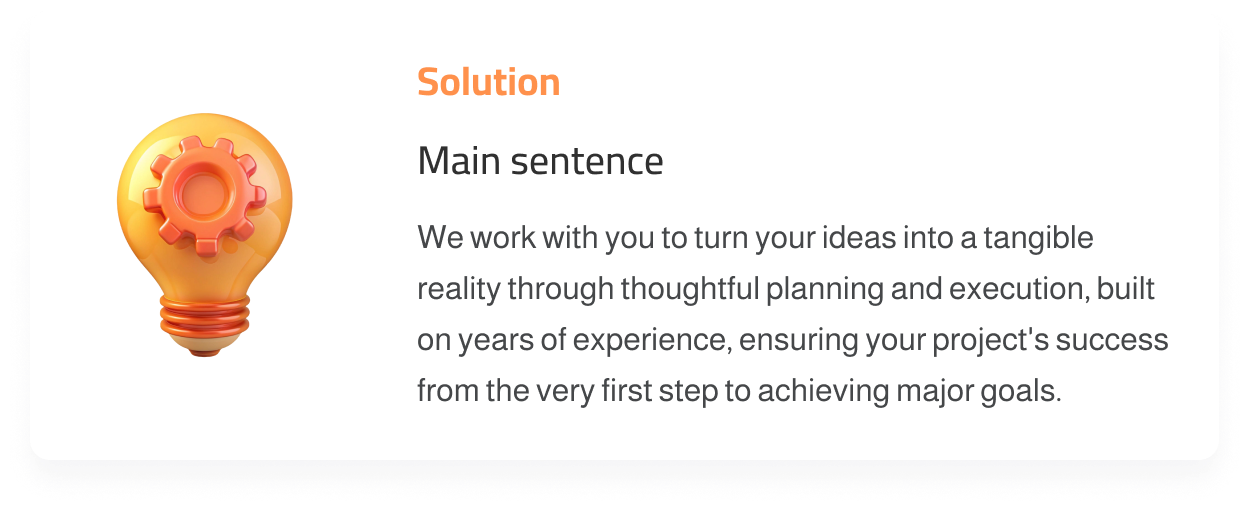 Solution
Main sentence
We work with you to turn your ideas into a tangible
reality through thoughtful planning and execution, built
on years of experience, ensuring your project's success
from the very first step to achieving major goals.